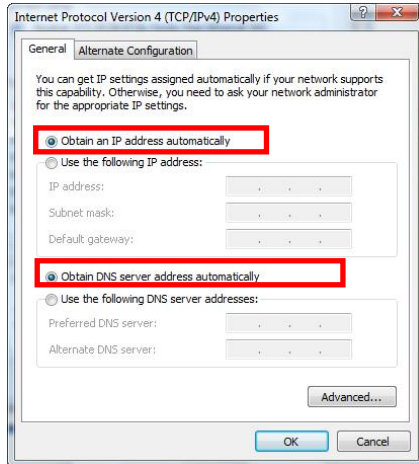 Internet Protocol Version 4 (TCP/IPv4) Properties
General
Alternate Configuration
You can get IP settings assigned automatically if your network supports
this capability. Otherwise, you need to ask your network administrator
for the appropriate IP settings.
Obtain an IP address automatically
Use the following IP address:
IP address:
Subnet mask:
Default gateway:
Obtain DNS server address automatically
Use the following DNS server addresses:
Preferred DNS server:
Alternate DNS server:
Advanced...
OK
Cancel